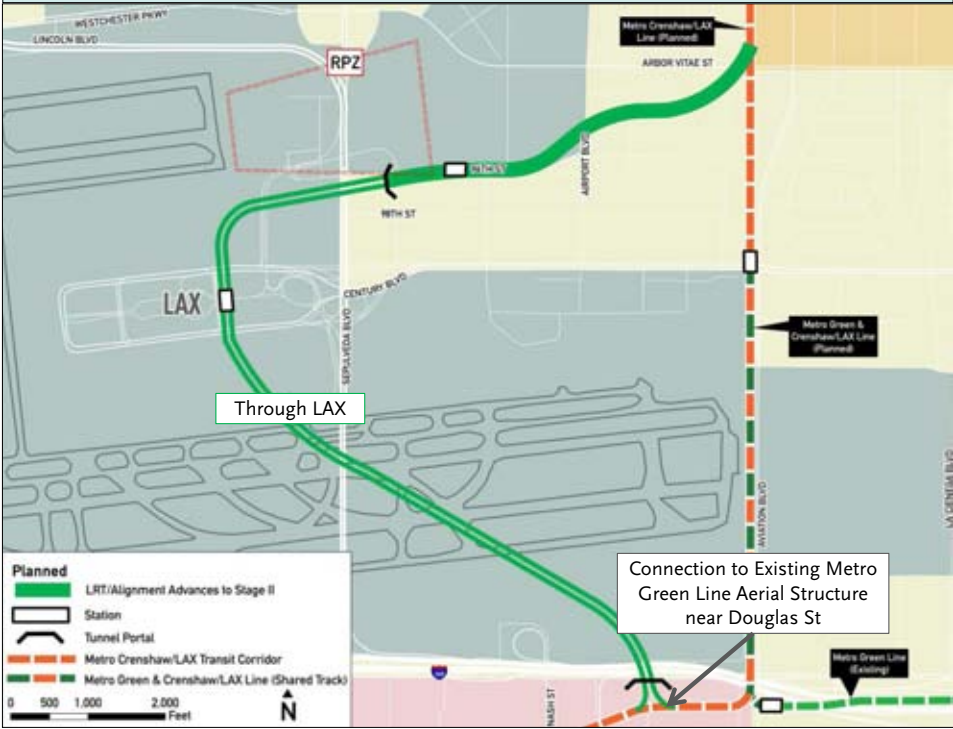 WESTCHESTER PKWY
LINCOLN BLVD
RPZ
Metro Crenshaw/LAX
Line (Planned)
ARBOR VITAE ST
AIRPORT BLVD
96TH ST
98TH ST
CENTURY BLVD
LAX
SEPULVEDA BLVD
Metro Green &
Crenshaw/LAX Line
(Planned)
Through LAX
AVIATION BLVD
LA CIENEGA BLVD
Connection to Existing Metro
Green Line Aerial Structure
near Douglas St
Metro Green Line
(Existing)
NASH ST
Planned
LRT/Alignment Advances to Stage II
Station
Tunnel Portal
Metro Crenshaw/LAX Transit Corridor
Metro Green & Crenshaw/LAX Line (Shared Track)
0 500 1,000 2,000
Feet
N